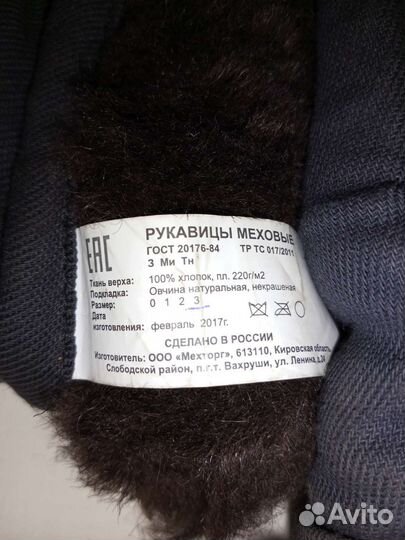 EAC
РУКАВИЦЫ МЕХОВЫЕ
ГОСТ 20176-84 ТР ТС 017/2011
З Ми Тн
Ткань верха: 100% хлопок, пл. 220г/м2
Подкладка: Овчина натуральная, некрашеная
Размер: 0 1 2 3
Дата
изготовления: февраль 2017г.
СДЕЛАНО В РОССИИ
Изготовитель: ООО «Мехторг», 613110, Кировская область,
Слободской район, п.г.т. Вахруши, ул. Ленина, д.
Avito